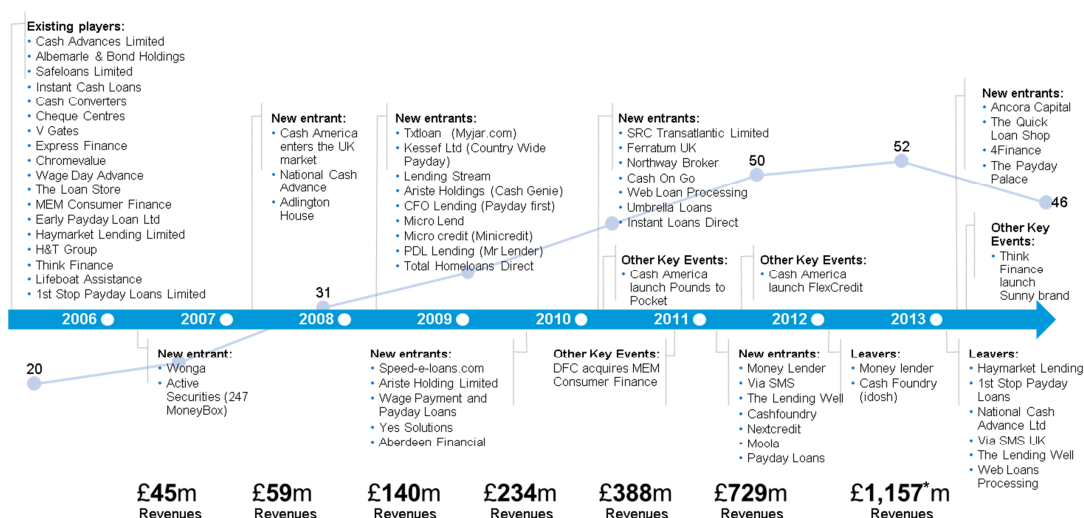 Existing players:
• Cash Advances Limited
• Albemarle & Bond Holdings
• Safeloans Limited
• Instant Cash Loans
• Cash Converters
• Cheque Centres
• V Gates
• Express Finance
• Chromevalue
• Wage Day Advance
• The Loan Store
• MEM Consumer Finance
• Early Payday Loan Ltd
• Haymarket Lending Limited
• H&T Group
• Think Finance
• Lifeboat Assistance
• 1st Stop Payday Loans Limited
New entrant:
• Cash America
enters the UK
market
• National Cash
Advance
• Adlington
House
New entrants:
• Txtloan (Myjar.com)
• Kessef Ltd (Country Wide
Payday)
• Lending Stream
• Ariste Holdings (Cash Genie)
• CFO Lending (Payday first)
• Micro Lend
• Micro credit (Minicredit)
• PDL Lending (Mr Lender)
• Total Homeloans Direct
New entrants:
• SRC Transatlantic Limited
• Ferratum UK
• Northway Broker
• Cash On Go
• Web Loan Processing
• Umbrella Loans
• Instant Loans Direct
Other Key Events:
• Cash America
launch Pounds to
Pocket
Other Key Events:
• Cash America
launch FlexCredit
New entrants:
• Ancora Capital
• The Quick
Loan Shop
• 4Finance
• The Payday
Palace
Other Key
Events:
• Think
Finance
launch
Sunny brand
20
31
50
52
46
2006
2007
2008
2009
2010
2011
2012
2013
New entrant:
• Wonga
• Active
Securities (247
MoneyBox)
New entrants:
• Speed-e-loans.com
• Ariste Holding Limited
• Wage Payment and
Payday Loans
• Yes Solutions
• Aberdeen Financial
Other Key Events:
DFC acquires MEM
Consumer Finance
New entrants:
• Money Lender
• Via SMS
• The Lending Well
• Cashfoundry
• Nextcredit
• Moola
• Payday Loans
Leavers:
• Money lender
• Cash Foundry
(idosh)
Leavers:
• Haymarket Lending
• 1st Stop Payday
Loans
• National Cash
Advance Ltd
• Via SMS UK
• The Lending Well
• Web Loans
Processing
£45m
Revenues
£59m
Revenues
£140m
Revenues
£234m
Revenues
£388m
Revenues
£729m
Revenues
£1,157*m
Revenues